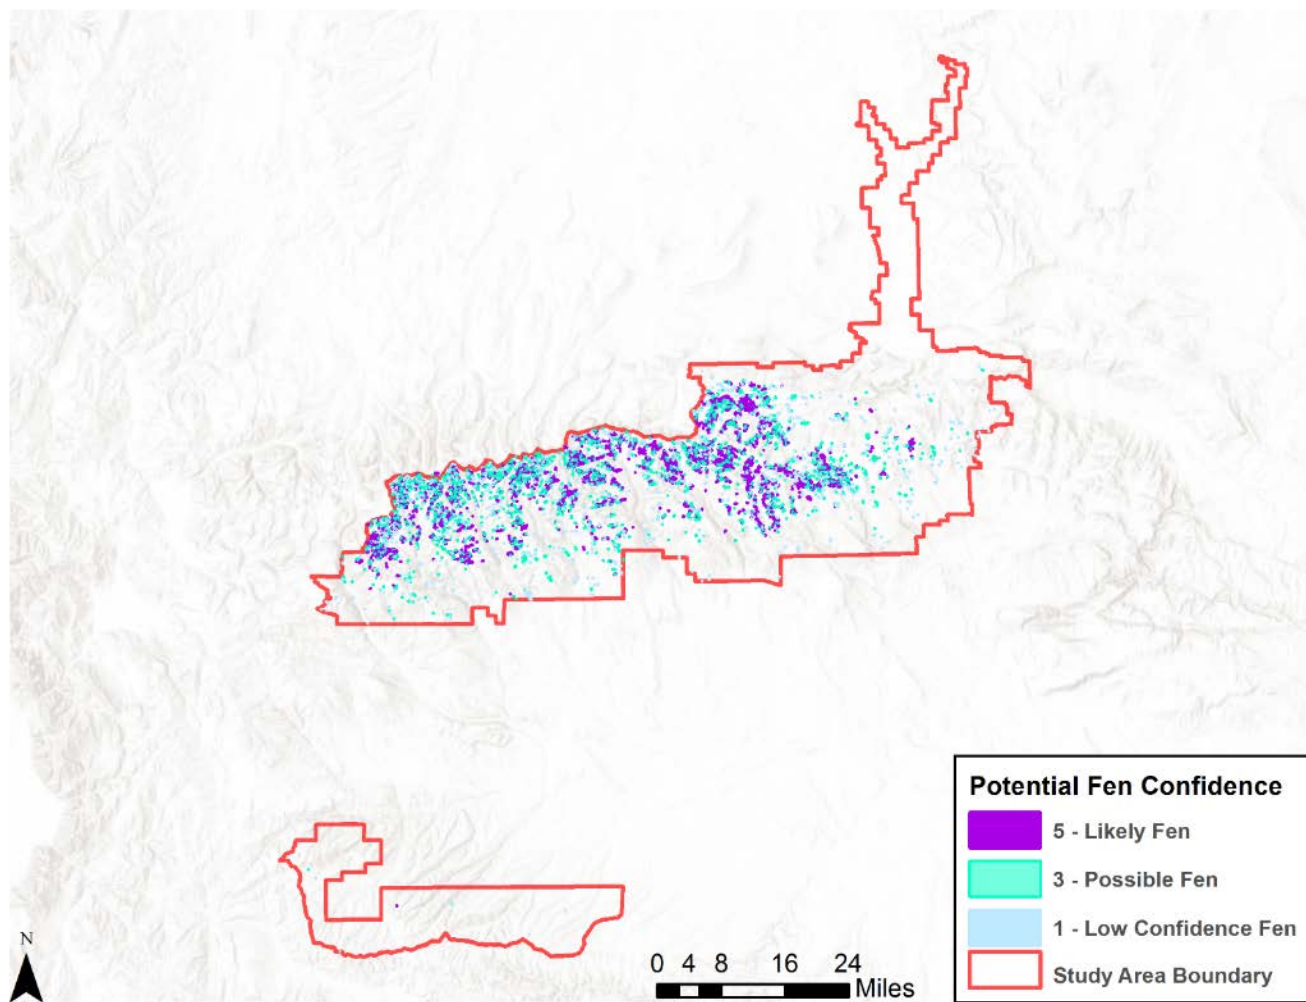 Potential Fen Confidence
5 - Likely Fen
3 - Possible Fen
1 - Low Confidence Fen
Study Area Boundary
N
0 4 8 16 24
Miles